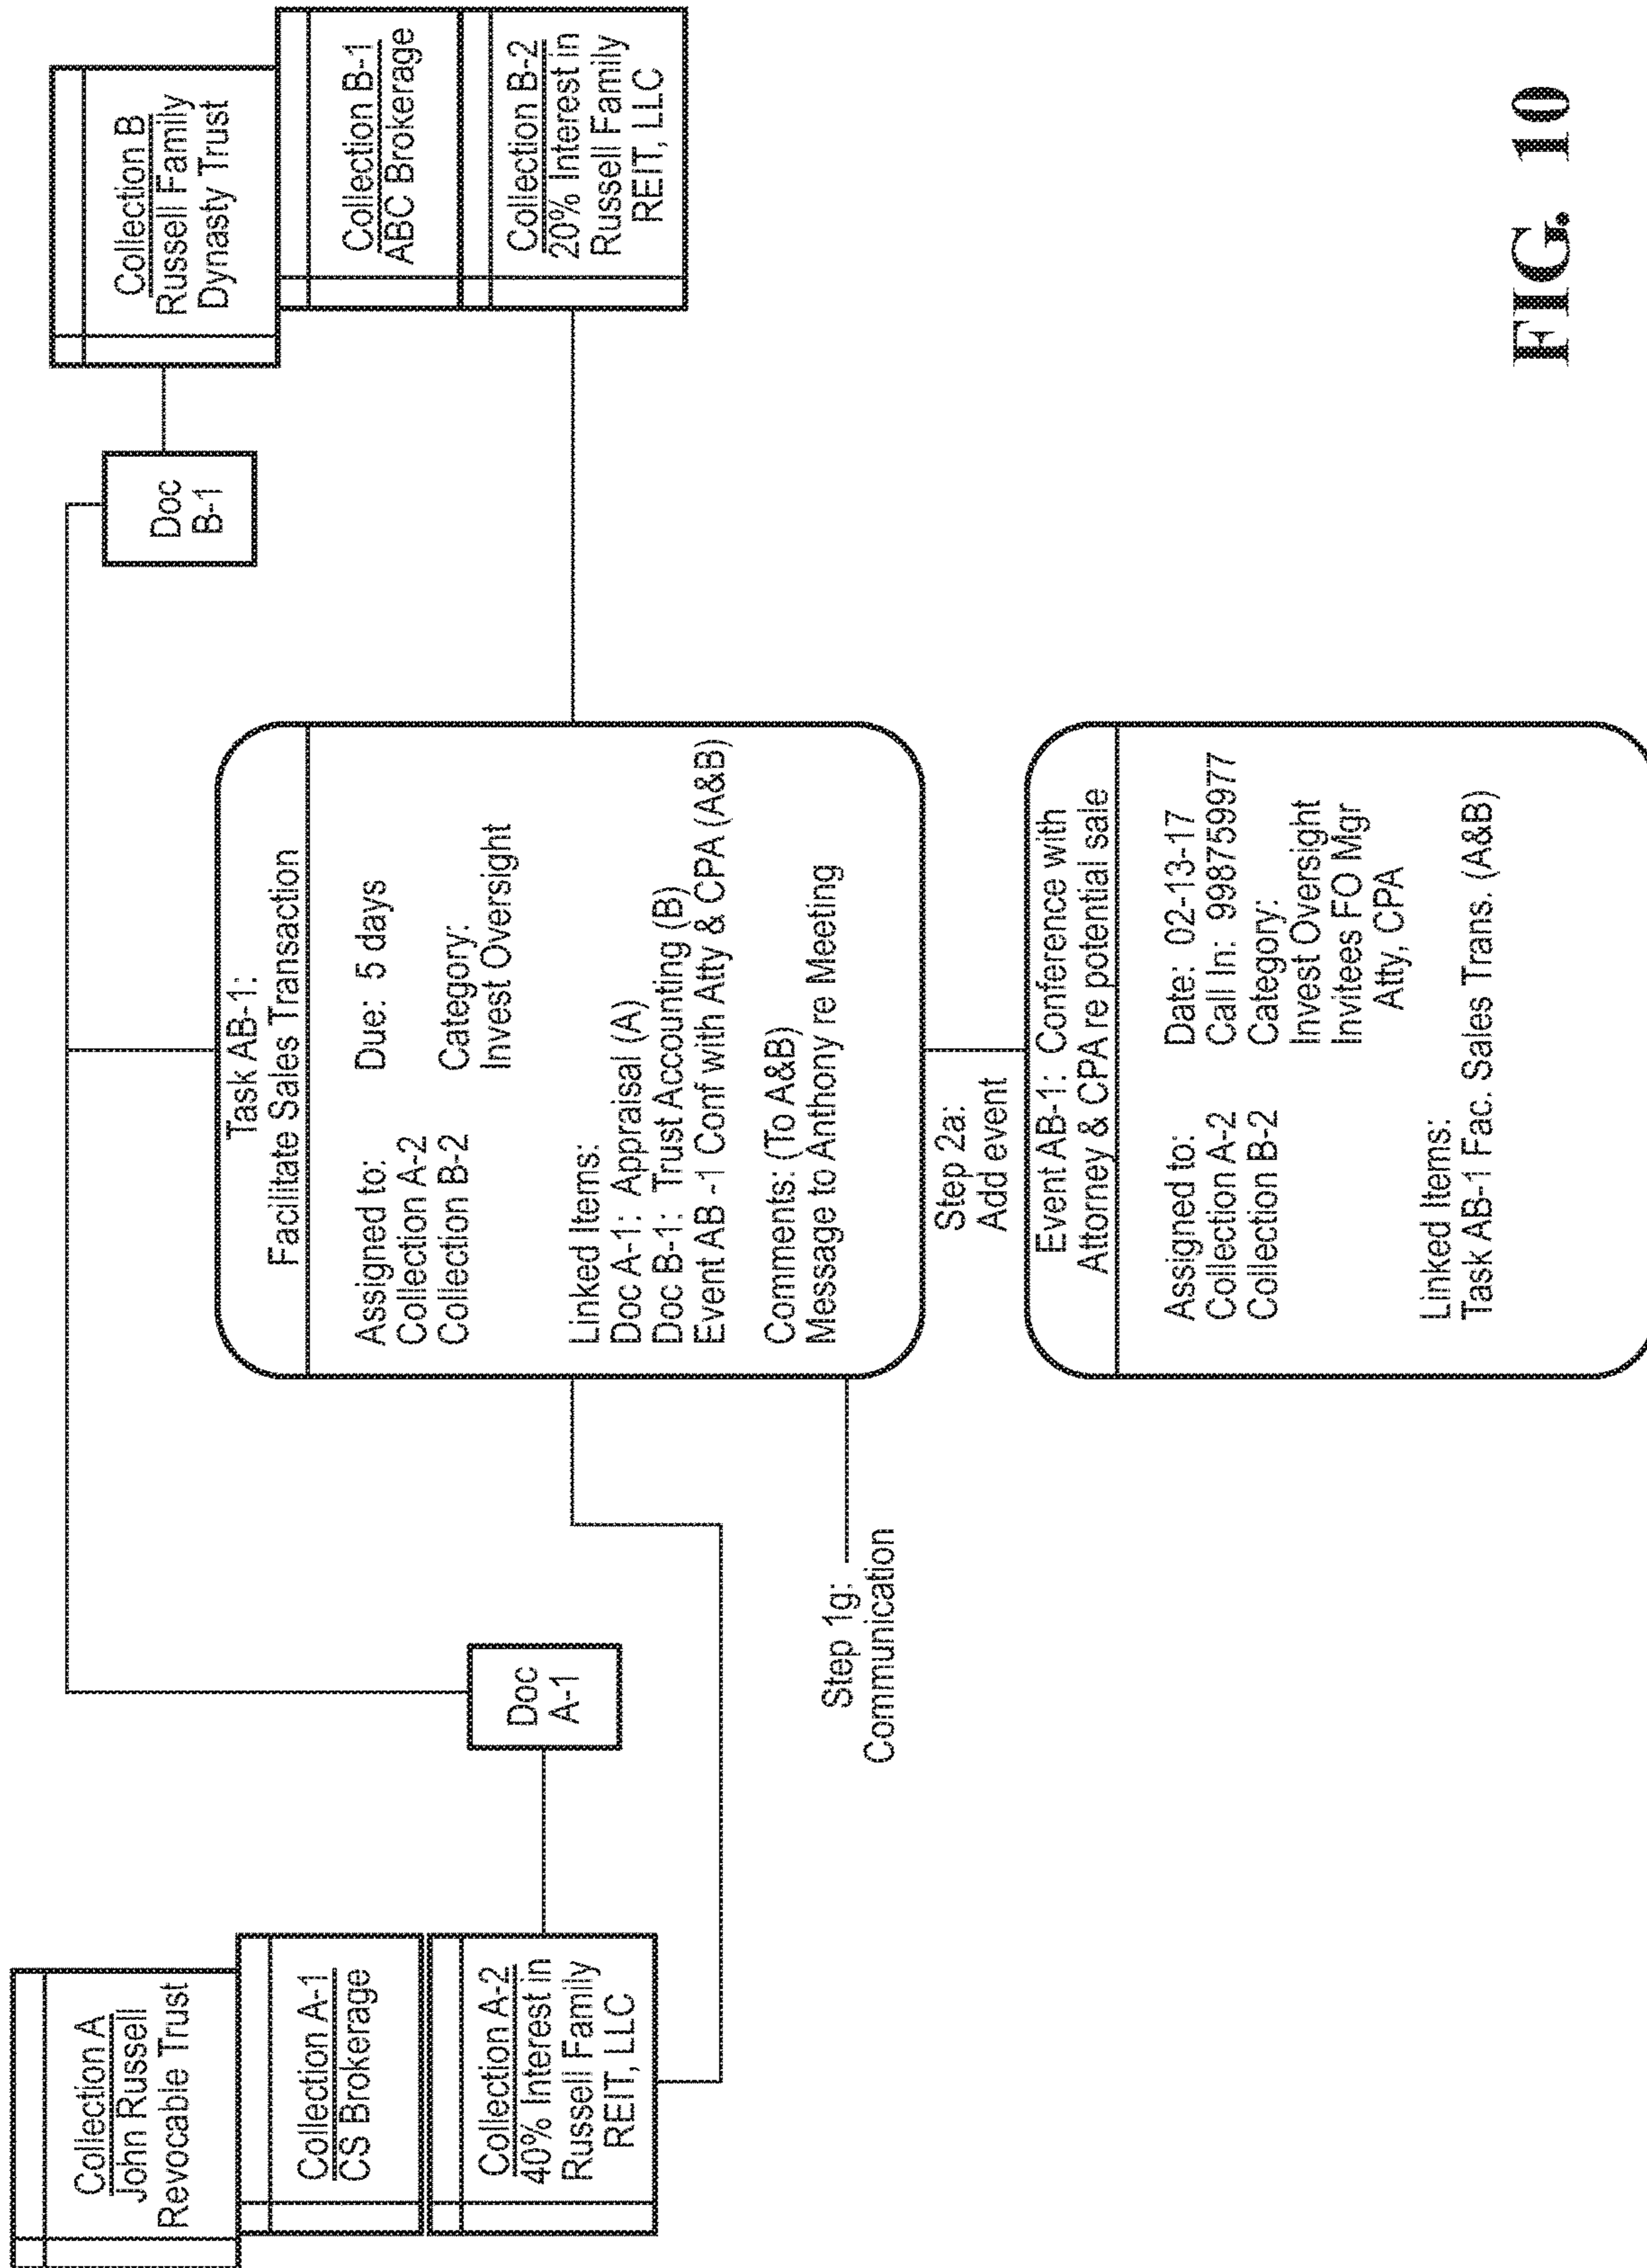 Collection A
John Russell
Revocable Trust
Collection A-1
CS Brokerage
Collection A-2
40% Interest in
Russell Family
REIT, LLC
Doc
A-1
Step 1g:
Communication
Task AB-1:
Facilitate Sales Transaction
Assigned to:
Collection A-2
Collection B-2
Due: 5 days
Category:
Invest Oversight
Linked Items:
Doc A-1: Appraisal (A)
Doc B-1: Trust Accounting (B)
Event AB -1 Conf with Atty & CPA (A&B)
Comments: (To A&B)
Message to Anthony re Meeting
Step 2a:
Add event
Event AB-1: Conference with
Attorney & CPA re potential sale
Assigned to:
Collection A-2
Collection B-2
Date: 02-13-17
Call In: 9987759977
Category:
Invest Oversight
Invitees FO Mgr
Atty, CPA
Linked Items:
Task AB-1 Fac. Sales Trans. (A&B)
Doc
B-1
Collection B
Russell Family
Dynasty Trust
Collection B-1
ABC Brokerage
Collection B-2
20% Interest in
Russell Family
REIT, LLC
FIG. 10